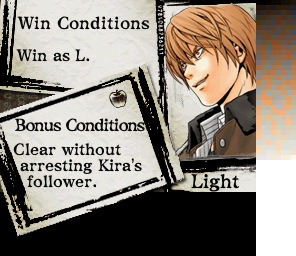 Win Conditions
Win as L.
Bonus Conditions
Clear without
arresting Kira's
follower.
Light